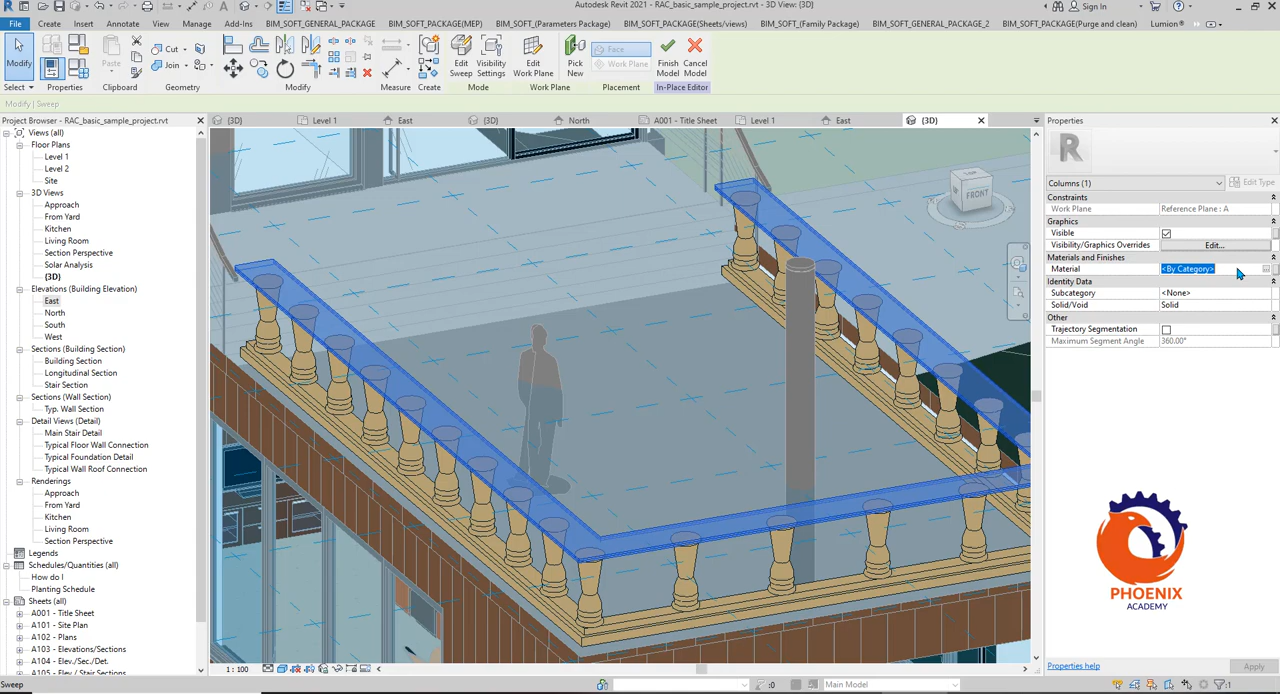 Autodesk Revit 2021 - RAC_basic_sample_project.rvt - 3D View: {3D}
Sign In
File Create Annotate View Manage Add-Ins BIM_SOFT_GENERAL_PACKAGE BIM_SOFT_PACKAGE(MEP) BIM_SOFT_(Parameters Package) BIM_SOFT_PACKAGE(Sheets/views) BIM_SOFT_(Family Package) BIM_SOFT_GENERAL_PACKAGE_2 BIM_SOFT_PACKAGE(Purge and clean) Lumion®
Modify Paste Cut Join Edit Sweep Visibility Settings Edit Work Plane Pick New Face Work Plane Finish Model Cancel Model
Select Properties Clipboard Geometry Modify Measure Create Mode Work Plane Placement In-Place Editor
Modify | Sweep
Project Browser - RAC_basic_sample_project.rvt
{3D} Level 1 East {3D} North A001 - Title Sheet Level 1 East {3D}
Views (all)
Floor Plans
Level 1
Level 2
Site
3D Views
Approach
From Yard
Kitchen
Living Room
Section Perspective
Solar Analysis
{3D}
Elevations (Building Elevation)
East
North
South
West
Sections (Building Section)
Building Section
Longitudinal Section
Stair Section
Sections (Wall Section)
Typ. Wall Section
Detail Views (Detail)
Main Stair Detail
Typical Floor Wall Connection
Typical Foundation Detail
Typical Wall Roof Connection
Renderings
Approach
From Yard
Kitchen
Living Room
Section Perspective
Legends
Schedules/Quantities (all)
How do I
Planting Schedule
Sheets (all)
A001 - Title Sheet
A101 - Site Plan
A102 - Plans
A103 - Elevations/Sections
A104 - Elev./Sec./Det.
A105 - Elev./ Stair Sections
FRONT
Properties
R
Columns (1) Edit Type
Constraints
Work Plane Reference Plane : A
Graphics
Visible
Visibility/Graphics Overrides Edit...
Materials and Finishes
Material <By Category>
Identity Data
Subcategory <None>
Solid/Void Solid
Other
Trajectory Segmentation
Maximum Segment Angle 360.00°
PHOENIX
ACADEMY
Properties help Apply
1 : 100
Sweep :0 Main Model :1